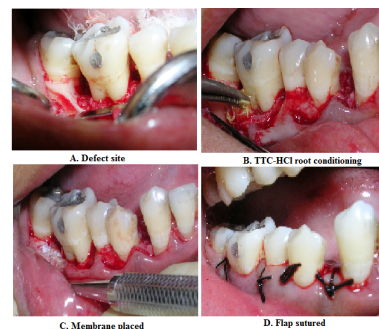 A. Defect site
B. TTC-HCl root conditioning
C. Membrane placed
D. Flap sutured